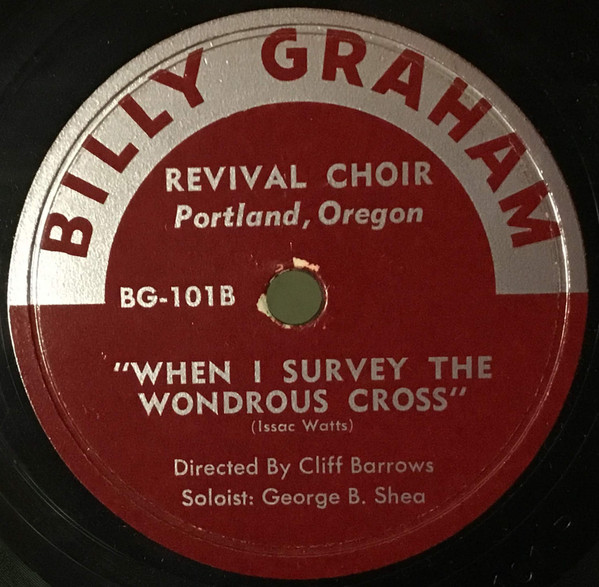 BILLY GRAHAM
REVIVAL CHOIR
Portland, Oregon
BG-101B
"WHEN I SURVEY THE
WONDROUS CROSS"
(Issac Watts)
Directed By Cliff Barrows
Soloist: George B. Shea